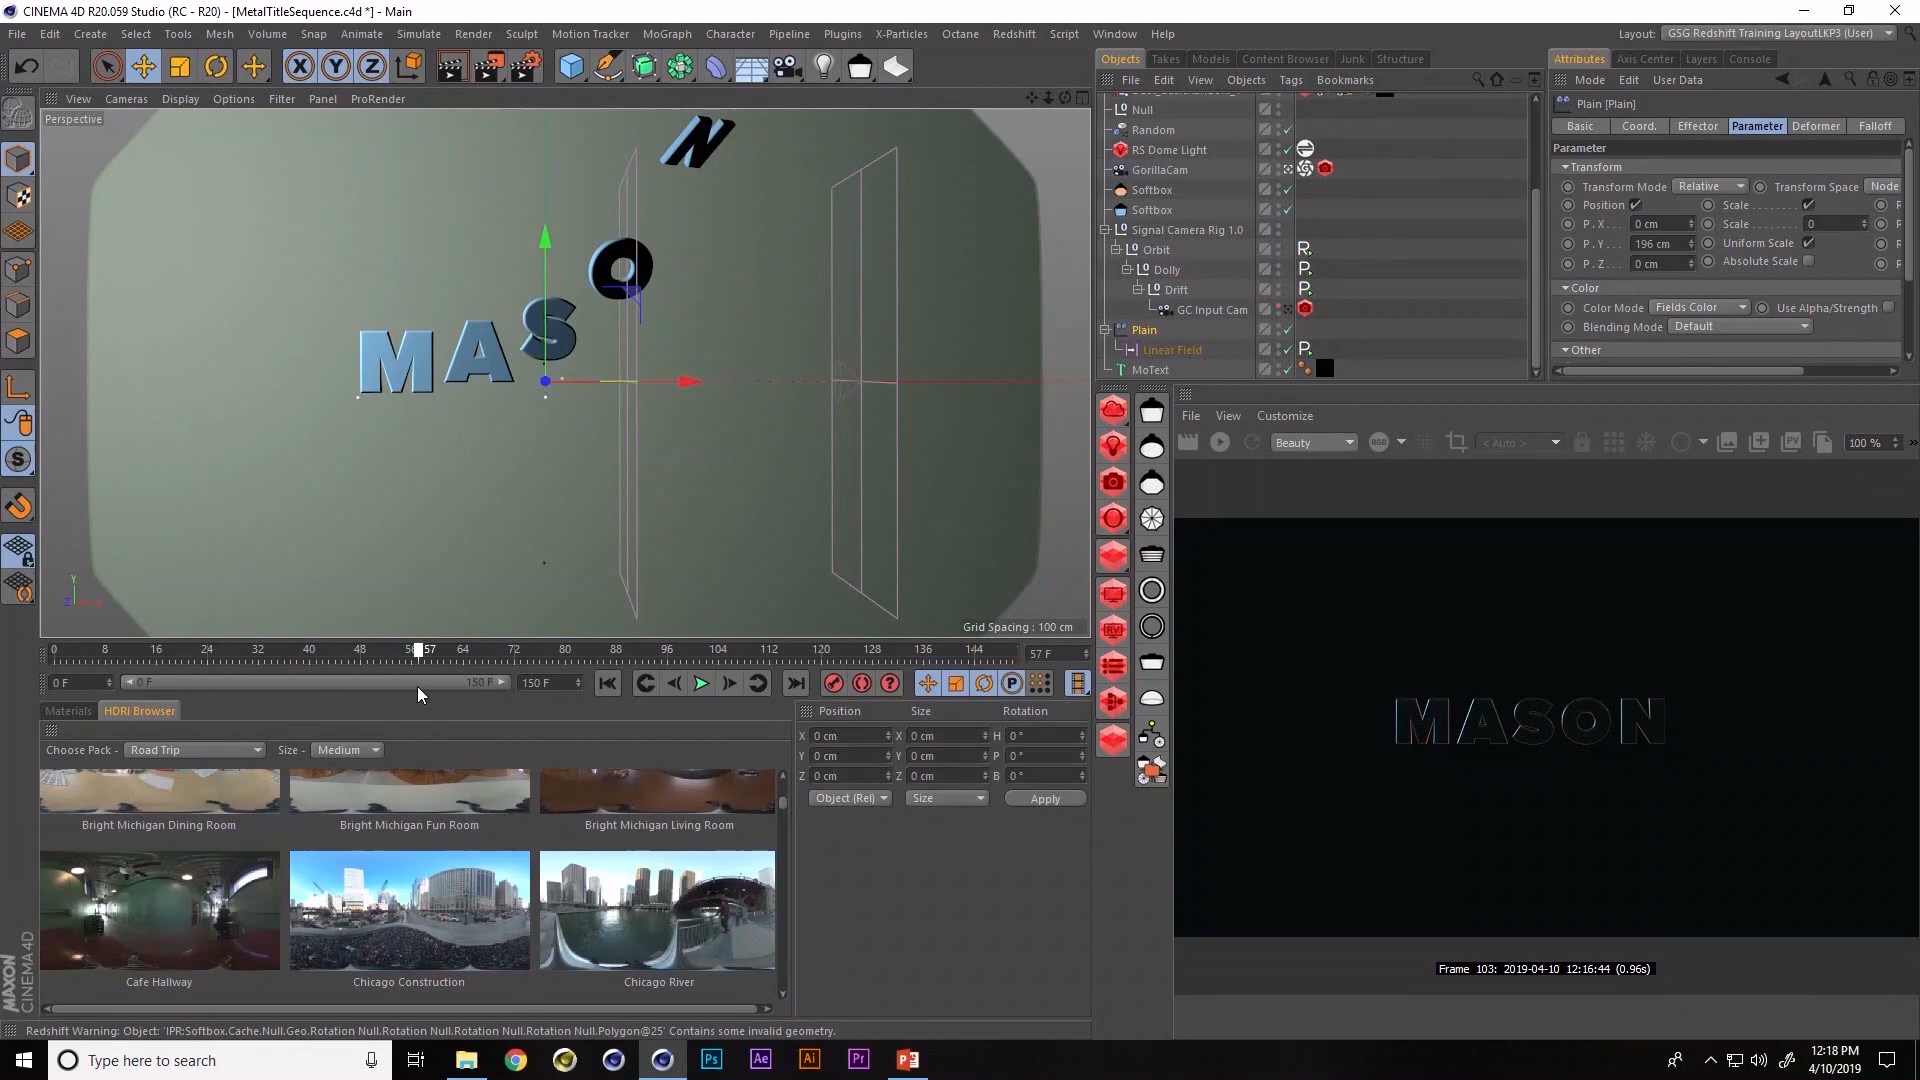 CINEMA 4D R20.059 Studio (RC - R20) - [MetalTitleSequence.c4d *] - Main
File Edit Create Select Tools Mesh Volume Snap Animate Simulate Render Sculpt Motion Tracker MoGraph Character Pipeline Plugins X-Particles Octane Redshift Script Window Help
Layout: GSG Redshift Training LayoutLKP3 (User)
X Y Z
Objects Takes Models Content Browser Junk Structure
Attributes Axis Center Layers Console
File Edit View Objects Tags Bookmarks
Mode Edit User Data
View Cameras Display Options Filter Panel ProRender
Perspective
Null
Random
RS Dome Light
GorillaCam
Softbox
Softbox
Signal Camera Rig 1.0
Orbit
Dolly
Drift
GC Input Cam
Plain
Linear Field
MoText
Plain [Plain]
Basic Coord. Effector Parameter Deformer Falloff
Parameter
Transform
Transform Mode Relative Transform Space Node
Position Scale
P.X 0 cm Scale 0
P.Y 196 cm Uniform Scale
P.Z 0 cm Absolute Scale
Color
Color Mode Fields Color Use Alpha/Strength
Blending Mode Default
Other
MASON
Y
Grid Spacing : 100 cm
0 8 16 24 32 40 48 57 64 72 80 88 96 104 112 120 128 136 144
57 F
0 F 0 F 150 F 150 F
File View Customize
Beauty RGB < Auto > PV 100 % »
RV
MASON
Frame 103: 2019-04-10 12:16:44 (0.96s)
Materials HDRI Browser
Choose Pack - Road Trip Size - Medium
Bright Michigan Dining Room Bright Michigan Fun Room Bright Michigan Living Room
Cafe Hallway Chicago Construction Chicago River
Position Size Rotation
X 0 cm X 0 cm H 0 °
Y 0 cm Y 0 cm P 0 °
Z 0 cm Z 0 cm B 0 °
Object (Rel) Size Apply
MAXON
CINEMA 4D
Redshift Warning: Object: 'IPR:Softbox.Cache.Null.Geo.Rotation Null.Rotation Null.Rotation Null.Rotation Null.Polygon@25' Contains some invalid geometry.
Type here to search
Ps Ae Ai Pr
12:18 PM
4/10/2019